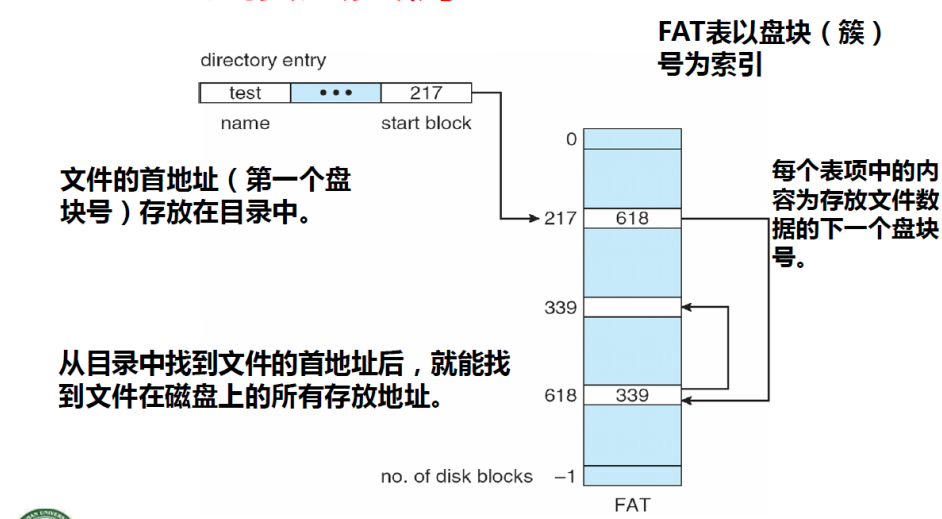 FAT表以盘块（簇）
号为索引
directory entry
test
•••
217
name
start block
0
文件的首地址（第一个盘
块号）存放在目录中。
每个表项中的内
容为存放文件数
据的下一个盘块
号。
217
618
339
从目录中找到文件的首地址后，就能找
到文件在磁盘上的所有存放地址。
618
339
no. of disk blocks
–1
FAT